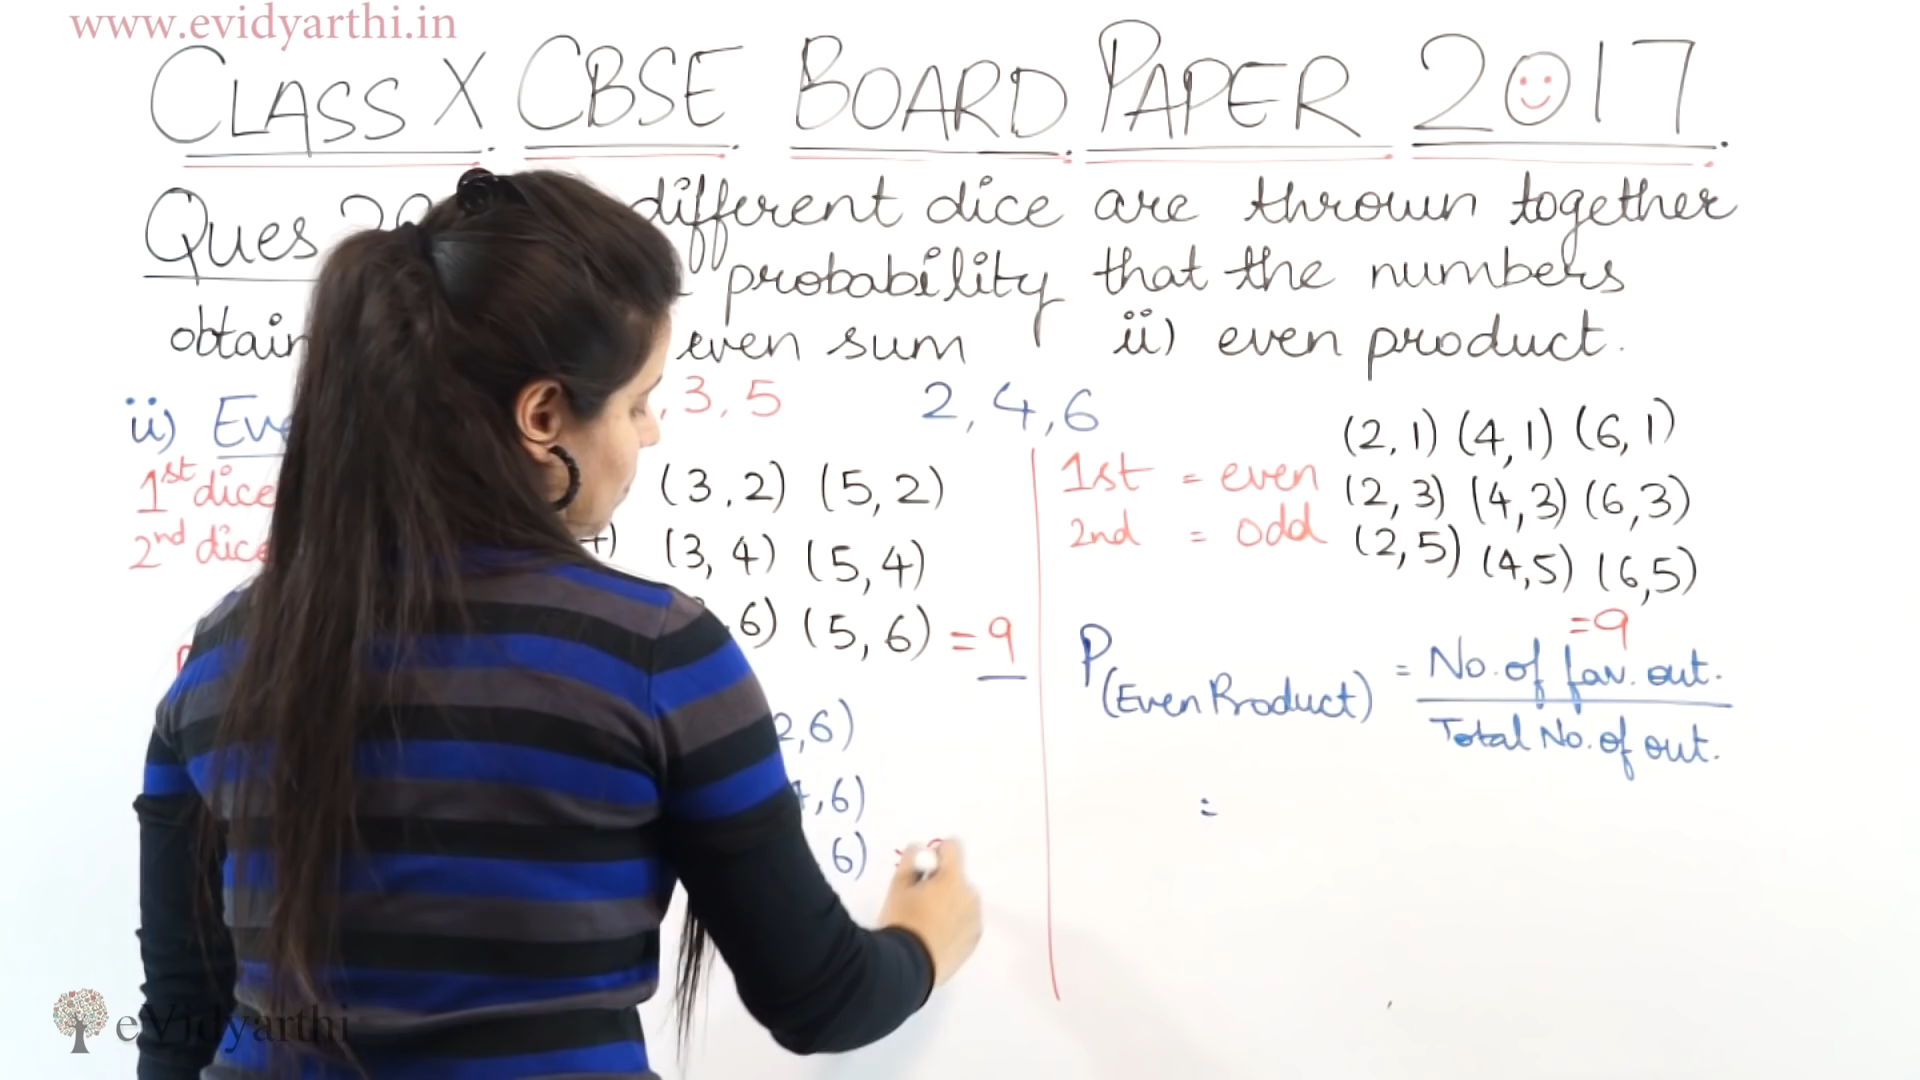 www.evidyarthi.in
CLASS X CBSE BOARD PAPER 2017
Ques 20 different dice are thrown together
probability that the numbers
obtain even sum ii) even product.
ii) Eve , 3, 5 2, 4, 6
(2, 1) (4, 1) (6, 1)
1st dice (3, 2) (5, 2) 1st = even (2, 3) (4, 3) (6, 3)
2nd dice (3, 4) (5, 4) 2nd = odd (2, 5) (4, 5) (6, 5)
, 6) (5, 6) = 9 = 9
P(Even Product) = No. of fav. out.
Total No. of out.
2, 6)
, 6) =
6)
eVidyarthi